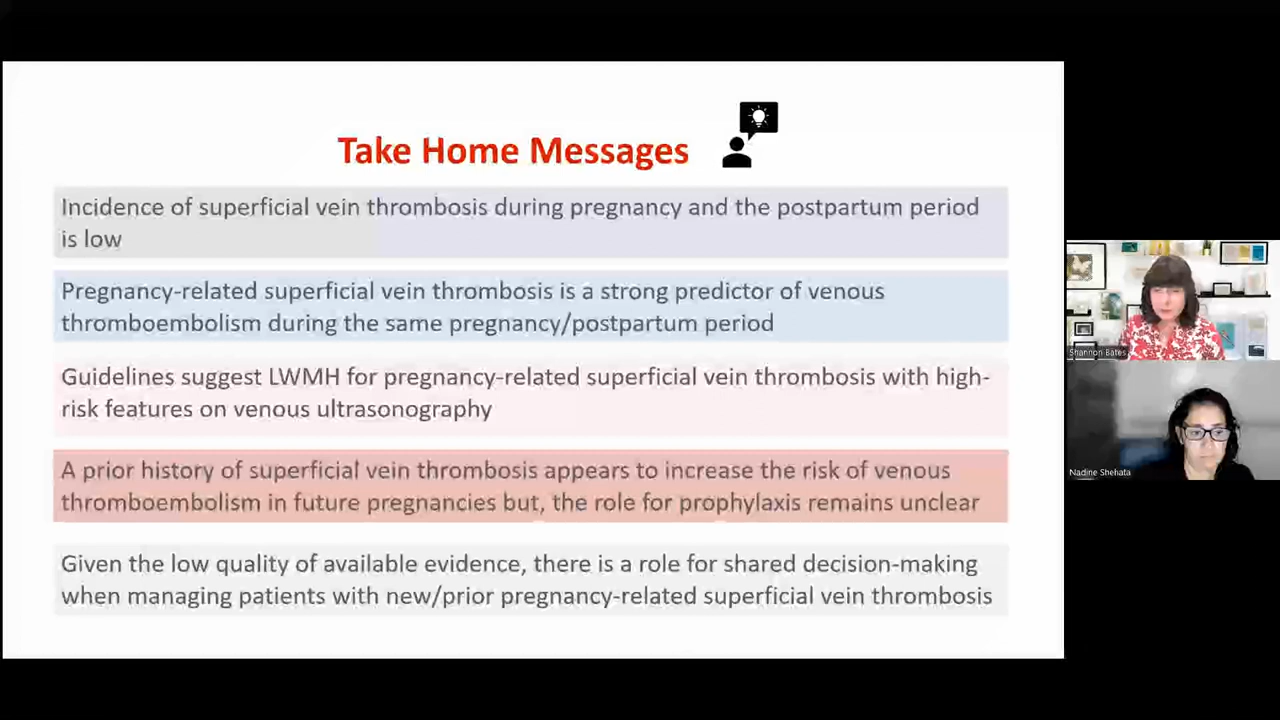 Take Home Messages
Incidence of superficial vein thrombosis during pregnancy and the postpartum period
is low
Pregnancy-related superficial vein thrombosis is a strong predictor of venous
thromboembolism during the same pregnancy/postpartum period
Guidelines suggest LWMH for pregnancy-related superficial vein thrombosis with high-
risk features on venous ultrasonography
A prior history of superficial vein thrombosis appears to increase the risk of venous
thromboembolism in future pregnancies but, the role for prophylaxis remains unclear
Given the low quality of available evidence, there is a role for shared decision-making
when managing patients with new/prior pregnancy-related superficial vein thrombosis
Shannon Bates
Nadine Shehata